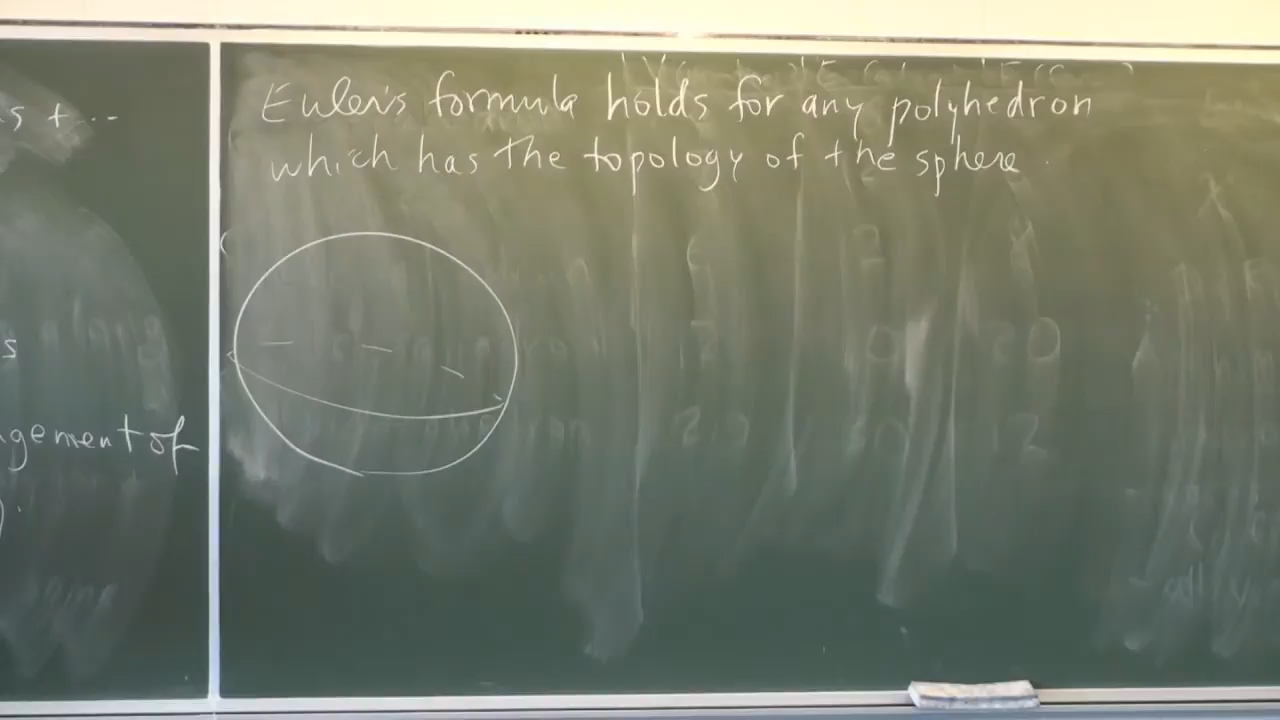 s + ...
s
gement of
Euler's formula holds for any polyhedron
which has the topology of the sphere.